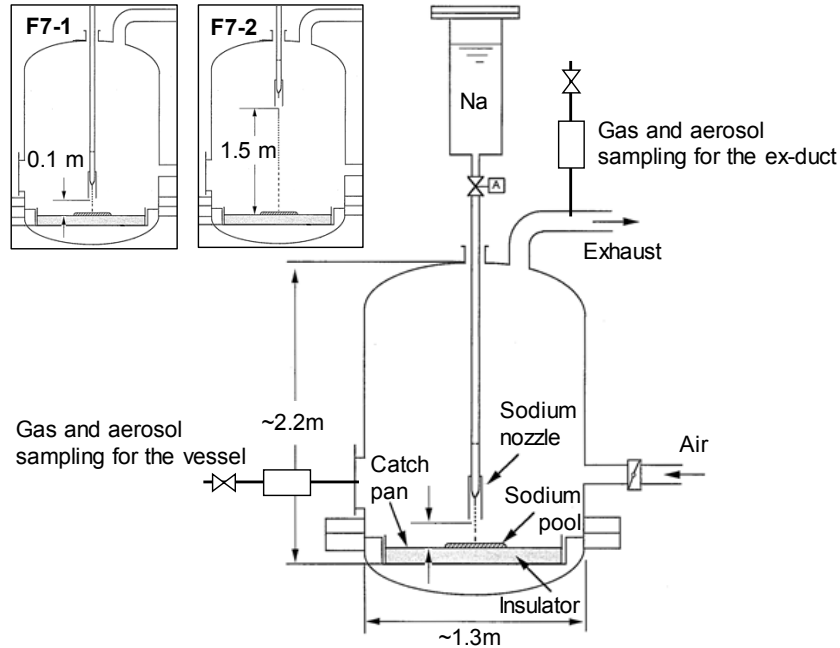 F7-1
F7-2
0.1 m
1.5 m
Na
A
Gas and aerosol
sampling for the ex-duct
Exhaust
~2.2m
Gas and aerosol
sampling for the vessel
Sodium
nozzle
Air
Catch
pan
Sodium
pool
Insulator
~1.3m